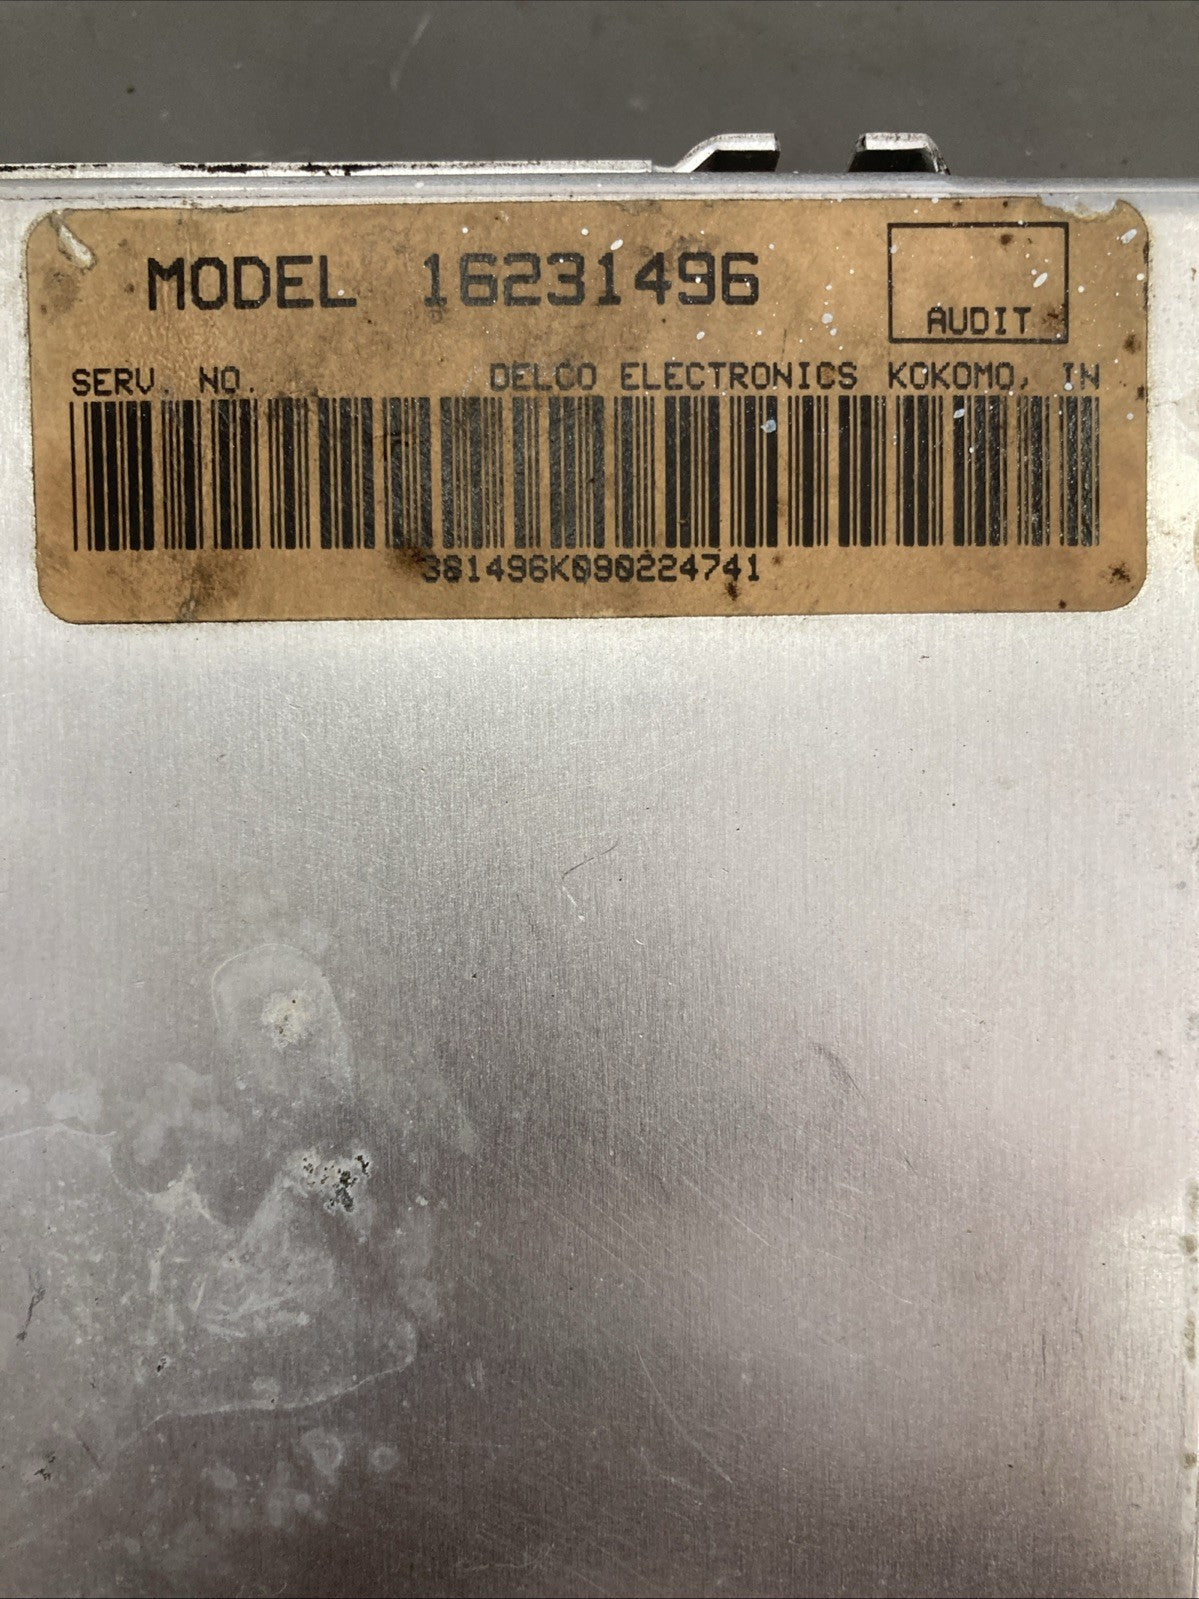 MODEL 16231496
AUDIT
SERV. NO. DELCO ELECTRONICS KOKOMO, IN
381496K090224741